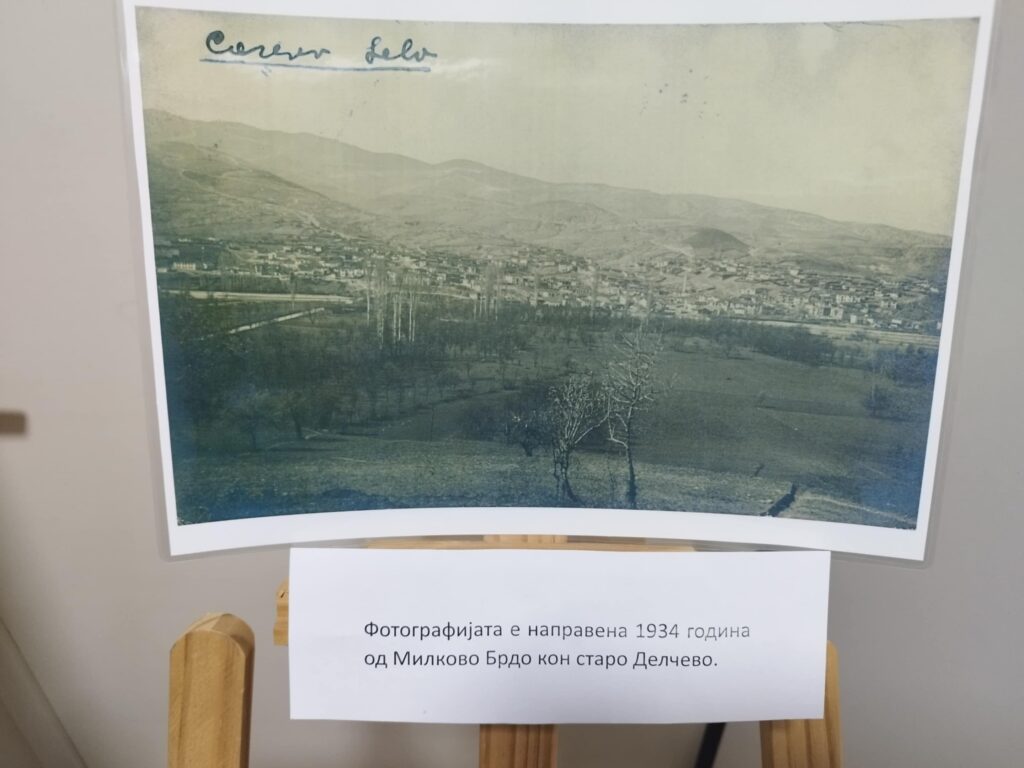 Carevo Selo
Фотографијата е направена 1934 година
од Милково Брдо кон старо Делчево.